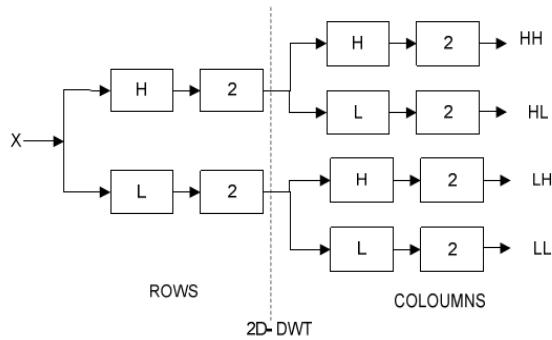 H 2 HH
H 2
L 2 HL
X
H 2 LH
L 2
L 2 LL
ROWS
COLOUMNS
2D- DWT